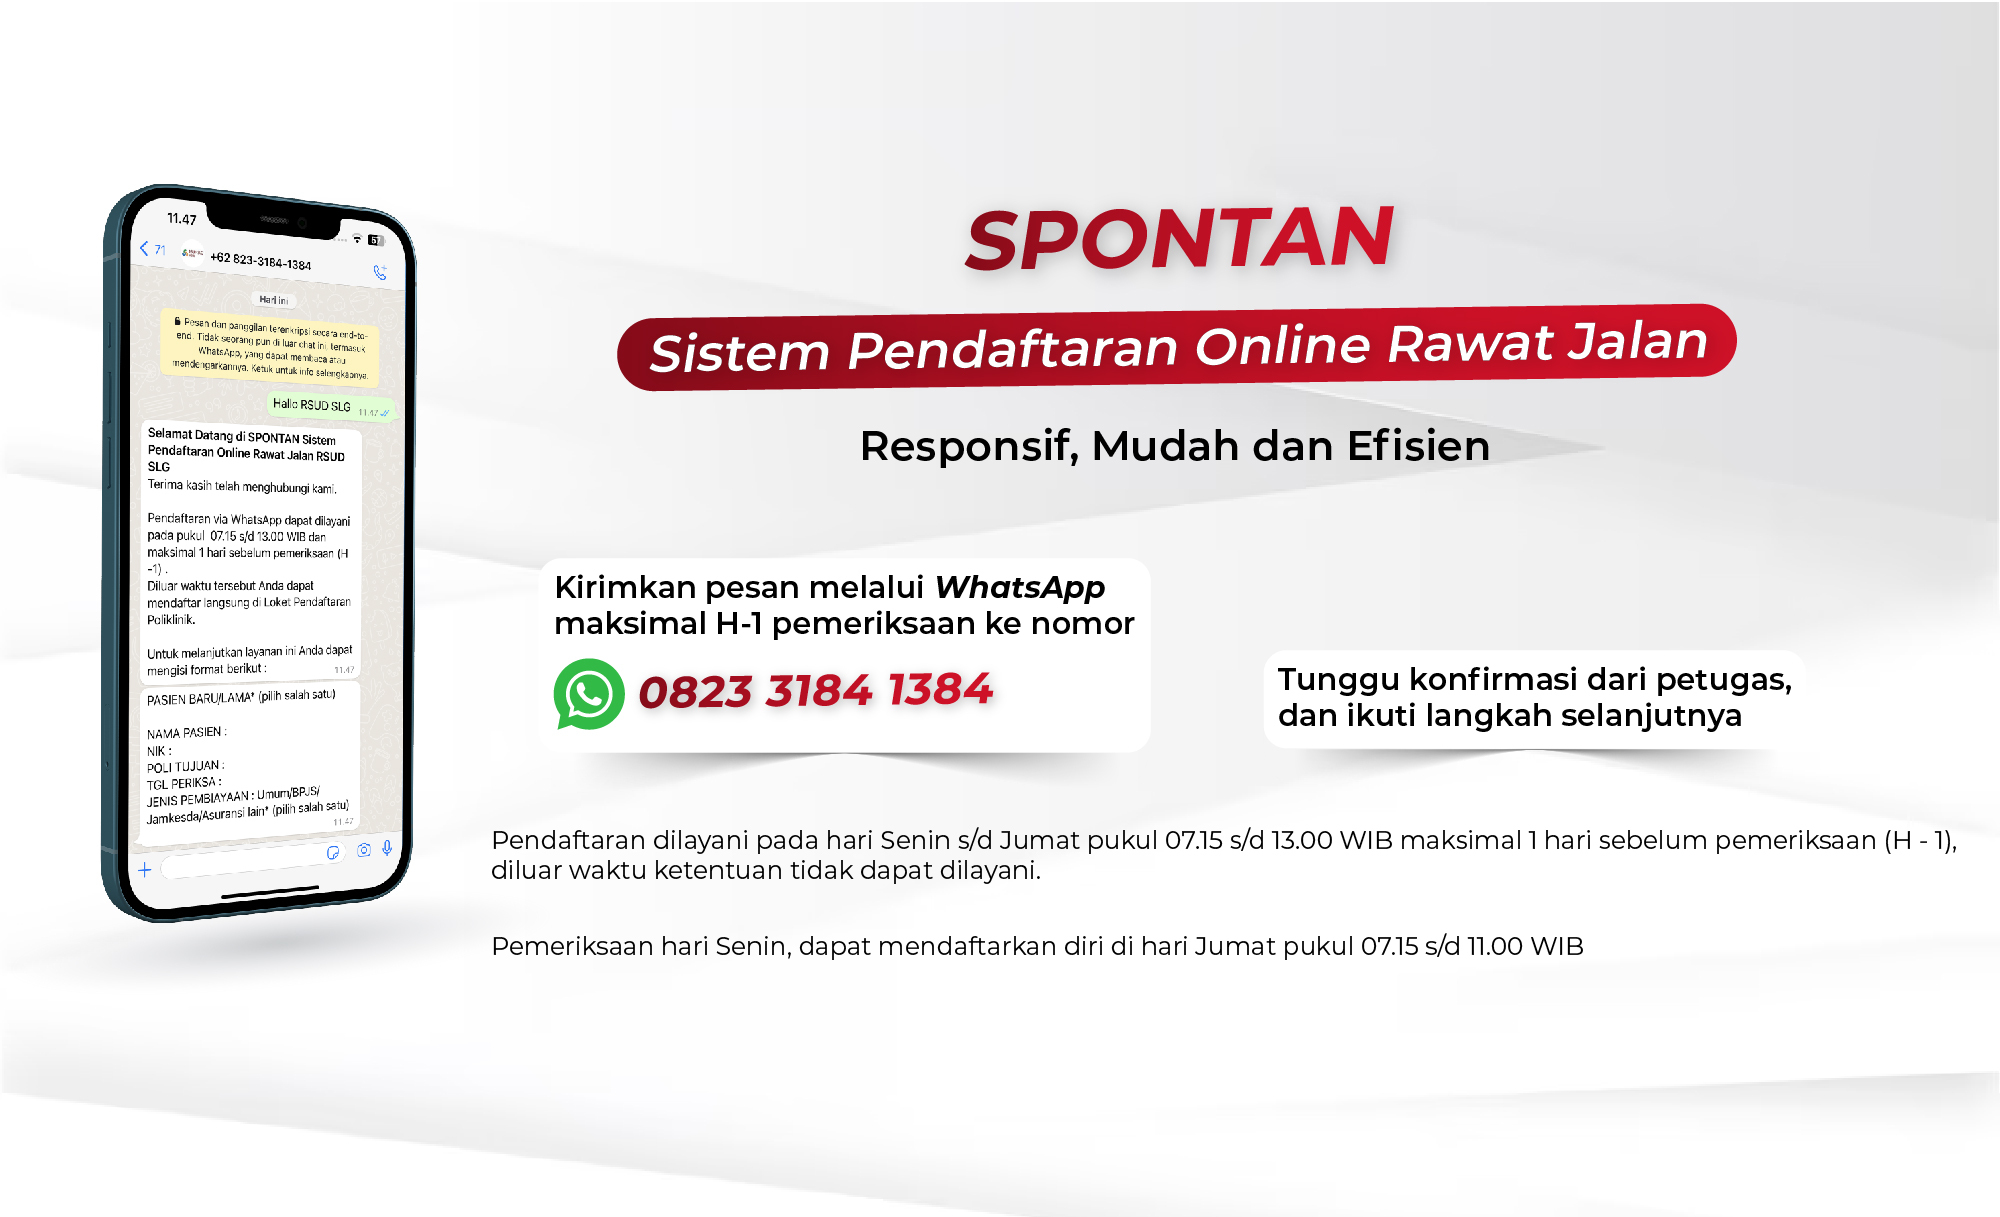 11.47
71
+62 823-3184-1384
Hari ini
Pesan dan panggilan terenkripsi secara end-to-
end. Tidak seorang pun di luar chat ini, termasuk
WhatsApp, yang dapat membaca atau
mendengarkannya. Ketuk untuk info selengkapnya.
Hallo RSUD SLG 11.47
Selamat Datang di SPONTAN Sistem
Pendaftaran Online Rawat Jalan RSUD
SLG
Terima kasih telah menghubungi kami.
Pendaftaran via WhatsApp dapat dilayani
pada pukul 07.15 s/d 13.00 WIB dan
maksimal 1 hari sebelum pemeriksaan (H
-1) .
Diluar waktu tersebut Anda dapat
mendaftar langsung di Loket Pendaftaran
Poliklinik.
Untuk melanjutkan layanan ini Anda dapat
mengisi format berikut : 11.47
PASIEN BARU/LAMA* (pilih salah satu)
NAMA PASIEN :
NIK :
POLI TUJUAN :
TGL PERIKSA :
JENIS PEMBIAYAAN : Umum/BPJS/
Jamkesda/Asuransi lain* (pilih salah satu)
11.47
SPONTAN
Sistem Pendaftaran Online Rawat Jalan
Responsif, Mudah dan Efisien
Kirimkan pesan melalui WhatsApp
maksimal H-1 pemeriksaan ke nomor
0823 3184 1384
Tunggu konfirmasi dari petugas,
dan ikuti langkah selanjutnya
Pendaftaran dilayani pada hari Senin s/d Jumat pukul 07.15 s/d 13.00 WIB maksimal 1 hari sebelum pemeriksaan (H - 1),
diluar waktu ketentuan tidak dapat dilayani.
Pemeriksaan hari Senin, dapat mendaftarkan diri di hari Jumat pukul 07.15 s/d 11.00 WIB